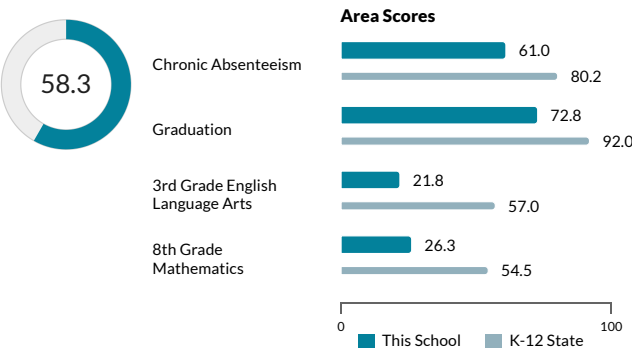 Area Scores
58.3
Chronic Absenteeism
61.0
80.2
Graduation
72.8
92.0
3rd Grade English
Language Arts
21.8
57.0
8th Grade
Mathematics
26.3
54.5
0
100
This School
K-12 State